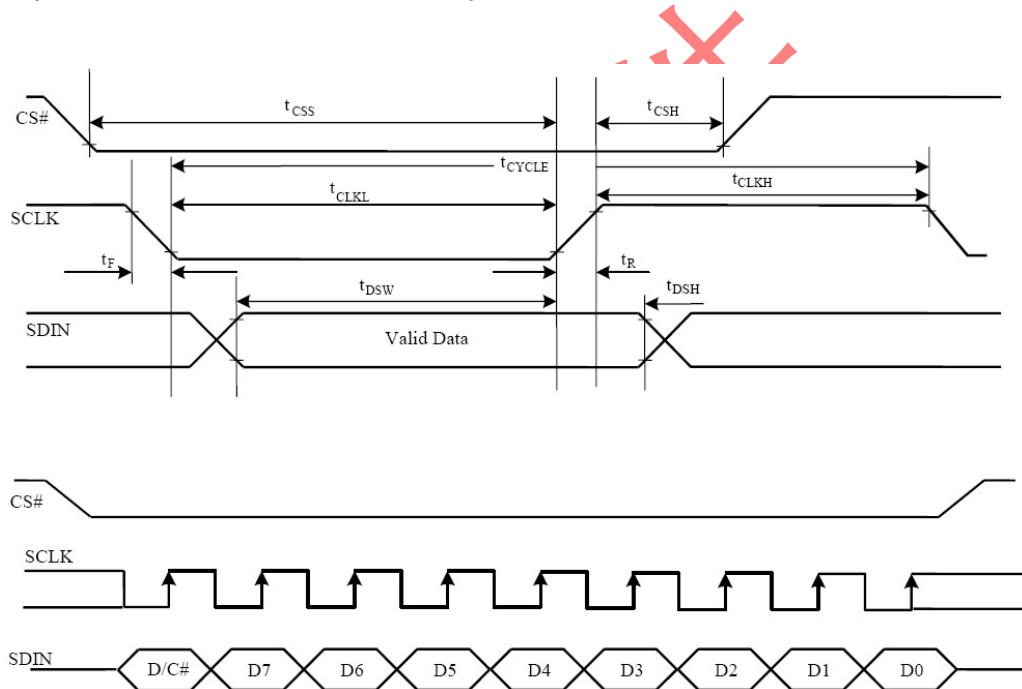 CS#
tCSS
tCSH
tCYCLE
tCLKL
tCLKH
SCLK
tF
tR
tDSW
tDSH
SDIN
Valid Data
CS#
SCLK
SDIN
D/C# D7 D6 D5 D4 D3 D2 D1 D0